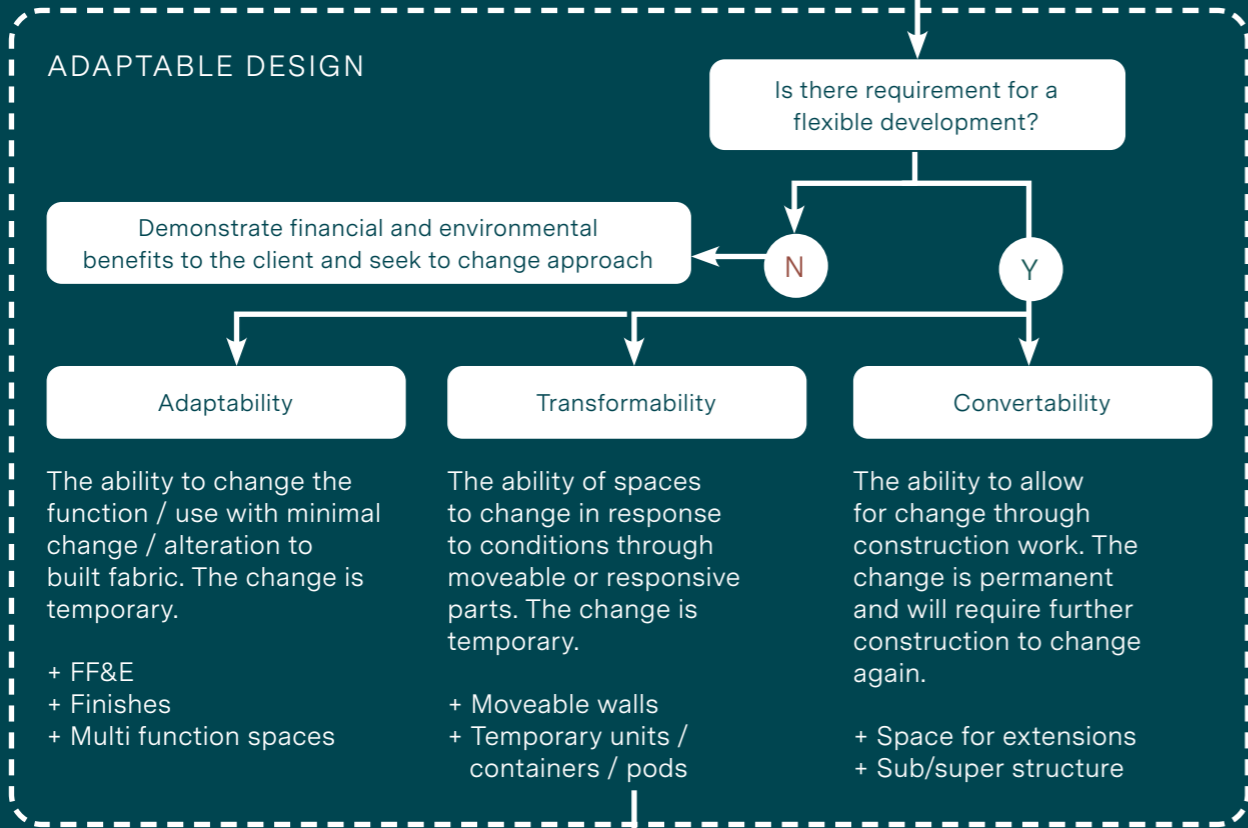 ADAPTABLE DESIGN
Is there requirement for a
flexible development?
Demonstrate financial and environmental
benefits to the client and seek to change approach
N
Y
Adaptability
The ability to change the
function / use with minimal
change / alteration to
built fabric. The change is
temporary.
+ FF&E
+ Finishes
+ Multi function spaces
Transformability
The ability of spaces
to change in response
to conditions through
moveable or responsive
parts. The change is
temporary.
+ Moveable walls
+ Temporary units /
containers / pods
Convertability
The ability to allow
for change through
construction work. The
change is permanent
and will require further
construction to change
again.
+ Space for extensions
+ Sub/super structure